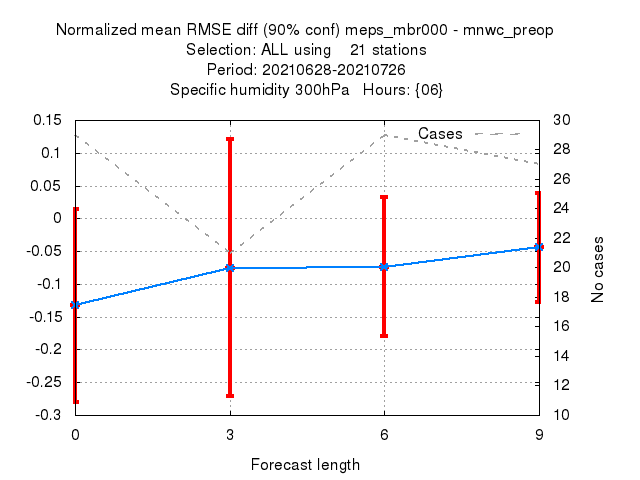 Normalized mean RMSE diff (90% conf) meps_mbr000 - mnwc_preop
Selection: ALL using    21 stations
Period: 20210628-20210726
Specific humidity 300hPa   Hours: {06}
Cases
0.15
0.1
0.05
0
-0.05
-0.1
-0.15
-0.2
-0.25
-0.3
30
28
26
24
22
20
18
16
14
12
10
No cases
0 3 6 9
Forecast length